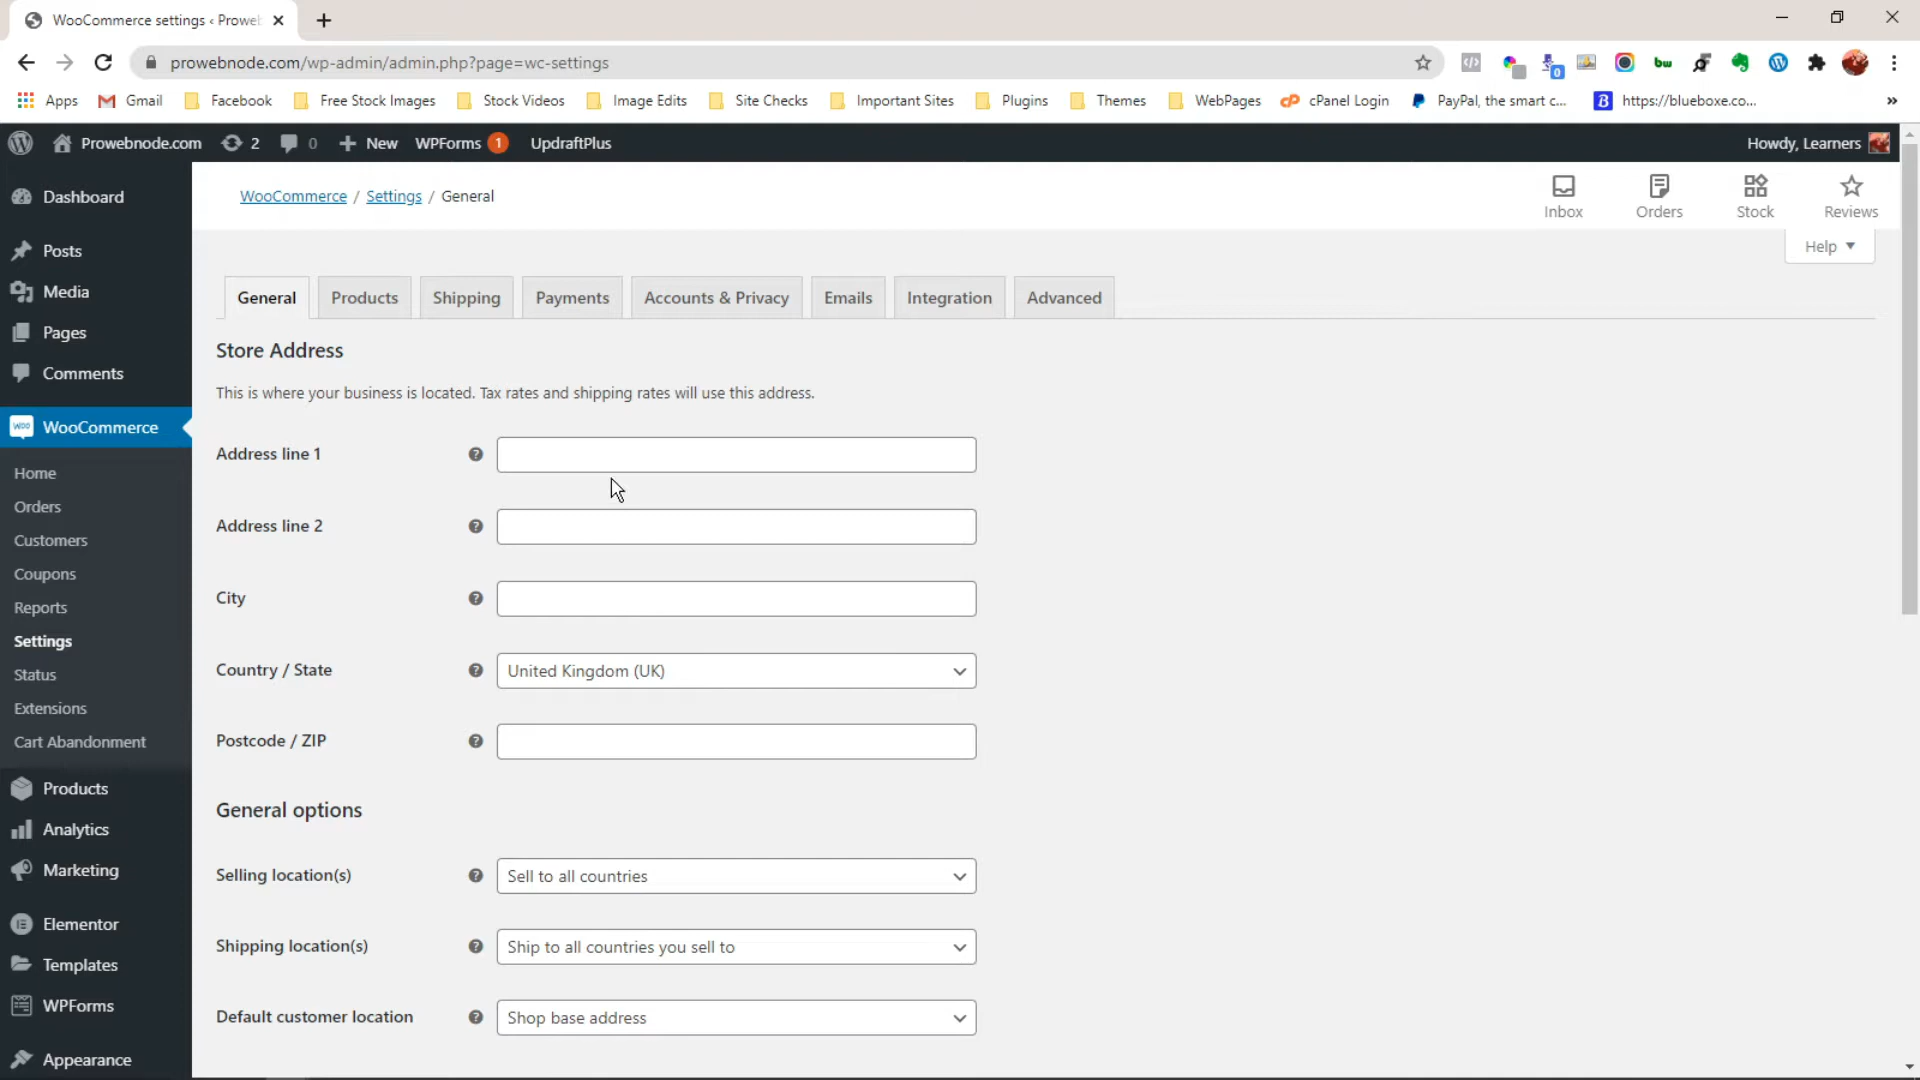 WooCommerce settings ‹ Prowe
prowebnode.com/wp-admin/admin.php?page=wc-settings
0
bw
Apps
Gmail
Facebook
Free Stock Images
Stock Videos
Image Edits
Site Checks
Important Sites
Plugins
Themes
WebPages
cP cPanel Login
PayPal, the smart c...
B https://blueboxe.co...
»
Prowebnode.com 2 0 + New WPForms 1 UpdraftPlus
Howdy, Learners
Dashboard
Posts
Media
Pages
Comments
woo WooCommerce
Home
Orders
Customers
Coupons
Reports
Settings
Status
Extensions
Cart Abandonment
Products
Analytics
Marketing
Elementor
Templates
WPForms
Appearance
WooCommerce / Settings / General
Inbox
Orders
Stock
Reviews
Help
General
Products
Shipping
Payments
Accounts & Privacy
Emails
Integration
Advanced
Store Address
This is where your business is located. Tax rates and shipping rates will use this address.
Address line 1 ?
Address line 2 ?
City ?
Country / State ? United Kingdom (UK)
Postcode / ZIP ?
General options
Selling location(s) ? Sell to all countries
Shipping location(s) ? Ship to all countries you sell to
Default customer location ? Shop base address